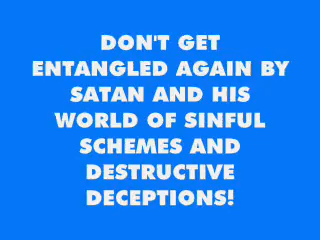 DON'T GET
ENTANGLED AGAIN BY
SATAN AND HIS
WORLD OF SINFUL
SCHEMES AND
DESTRUCTIVE
DECEPTIONS!